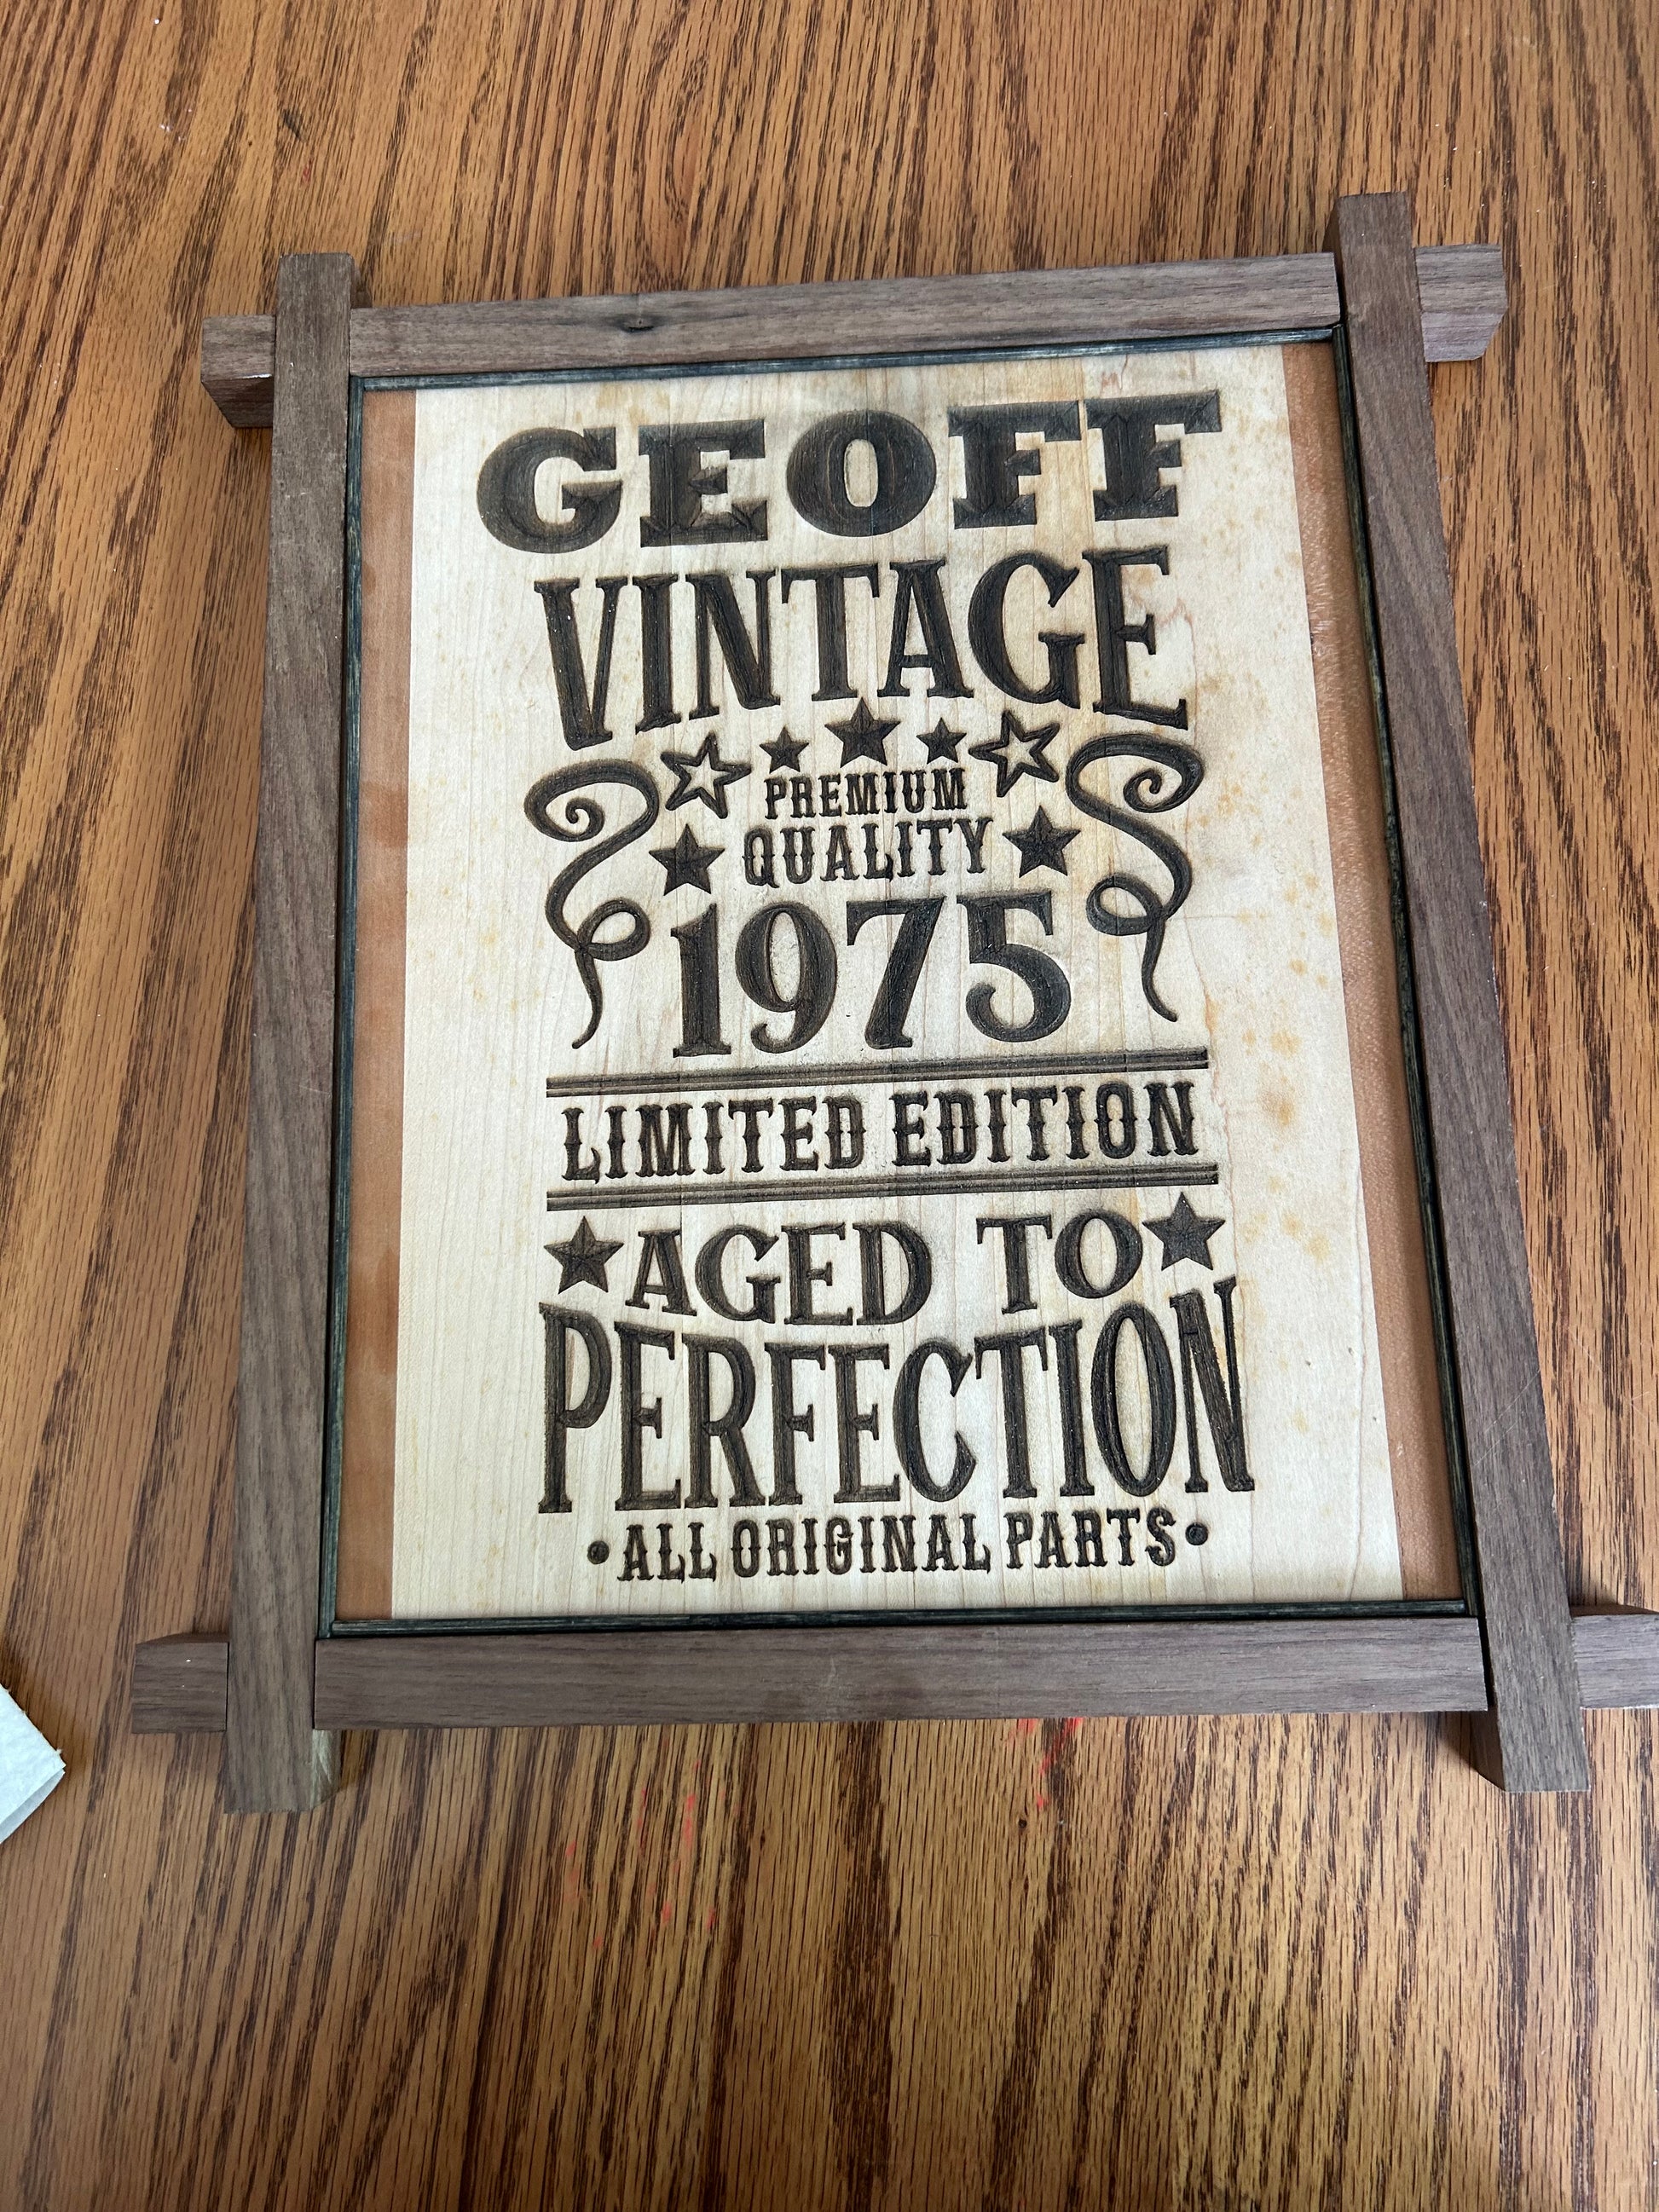 GEOFF
VINTAGE
PREMIUM
QUALITY
1975
LIMITED EDITION
AGED TO
PERFECTION
• ALL ORIGINAL PARTS •